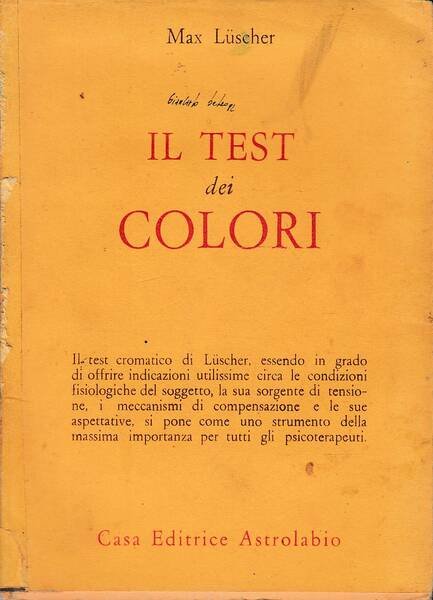 Max Lüscher
IL TEST
dei
COLORI
Il test cromatico di Lüscher, essendo in grado
di offrire indicazioni utilissime circa le condizioni
fisiologiche del soggetto, la sua sorgente di tensio-
ne, i meccanismi di compensazione e le sue
aspettative, si pone come uno strumento della
massima importanza per tutti gli psicoterapeuti.
Casa Editrice Astrolabio